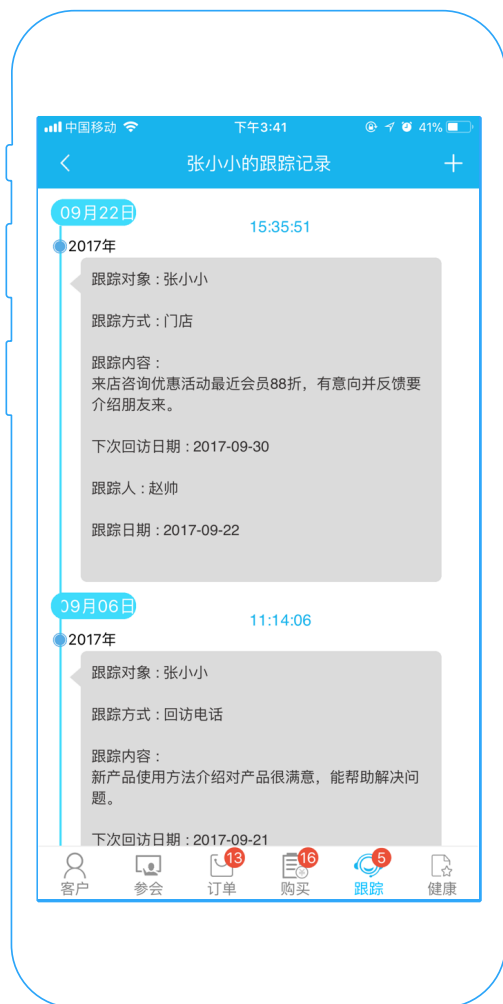 中国移动 下午3:41 41%
张小小的跟踪记录
09月22日
15:35:51
2017年
跟踪对象：张小小
跟踪方式：门店
跟踪内容：
来店咨询优惠活动最近会员88折，有意向并反馈要
介绍朋友来。
下次回访日期：2017-09-30
跟踪人：赵帅
跟踪日期：2017-09-22
09月06日
11:14:06
2017年
跟踪对象：张小小
跟踪方式：回访电话
跟踪内容：
新产品使用方法介绍对产品很满意，能帮助解决问
题。
下次回访日期：2017-09-21
13 16 5
客户 参会 订单 购买 跟踪 健康